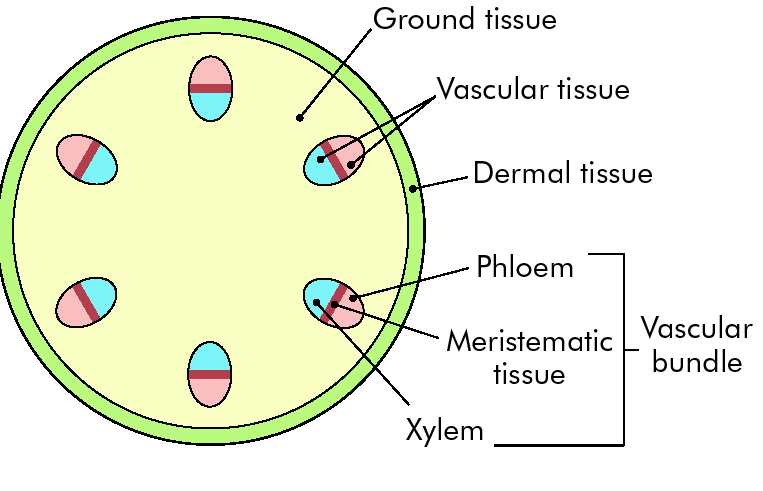 Ground tissue
Vascular tissue
Dermal tissue
Phloem
Meristematic
tissue
Xylem
Vascular
bundle